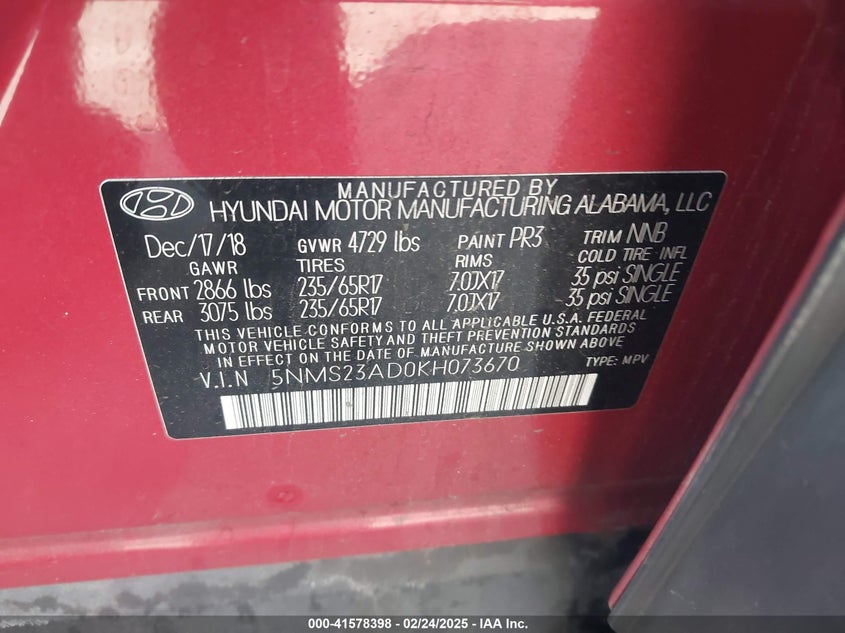 MANUFACTURED BY
HYUNDAI MOTOR MANUFACTURING ALABAMA, LLC
Dec/17/18 GVWR 4729 lbs PAINT PR3 TRIM NNB
GAWR TIRES RIMS COLD TIRE INFL
FRONT 2866 lbs 235/65R17 7.0JX17 35 psi SINGLE
REAR 3075 lbs 235/65R17 7.0JX17 35 psi SINGLE
THIS VEHICLE CONFORMS TO ALL APPLICABLE U.S.A. FEDERAL
MOTOR VEHICLE SAFETY AND THEFT PREVENTION STANDARDS
IN EFFECT ON THE DATE OF MANUFACTURE SHOWN ABOVE
V.I.N 5NMS23AD0KH073670 TYPE: MPV
000-41578398 - 02/24/2025 - IAA Inc.